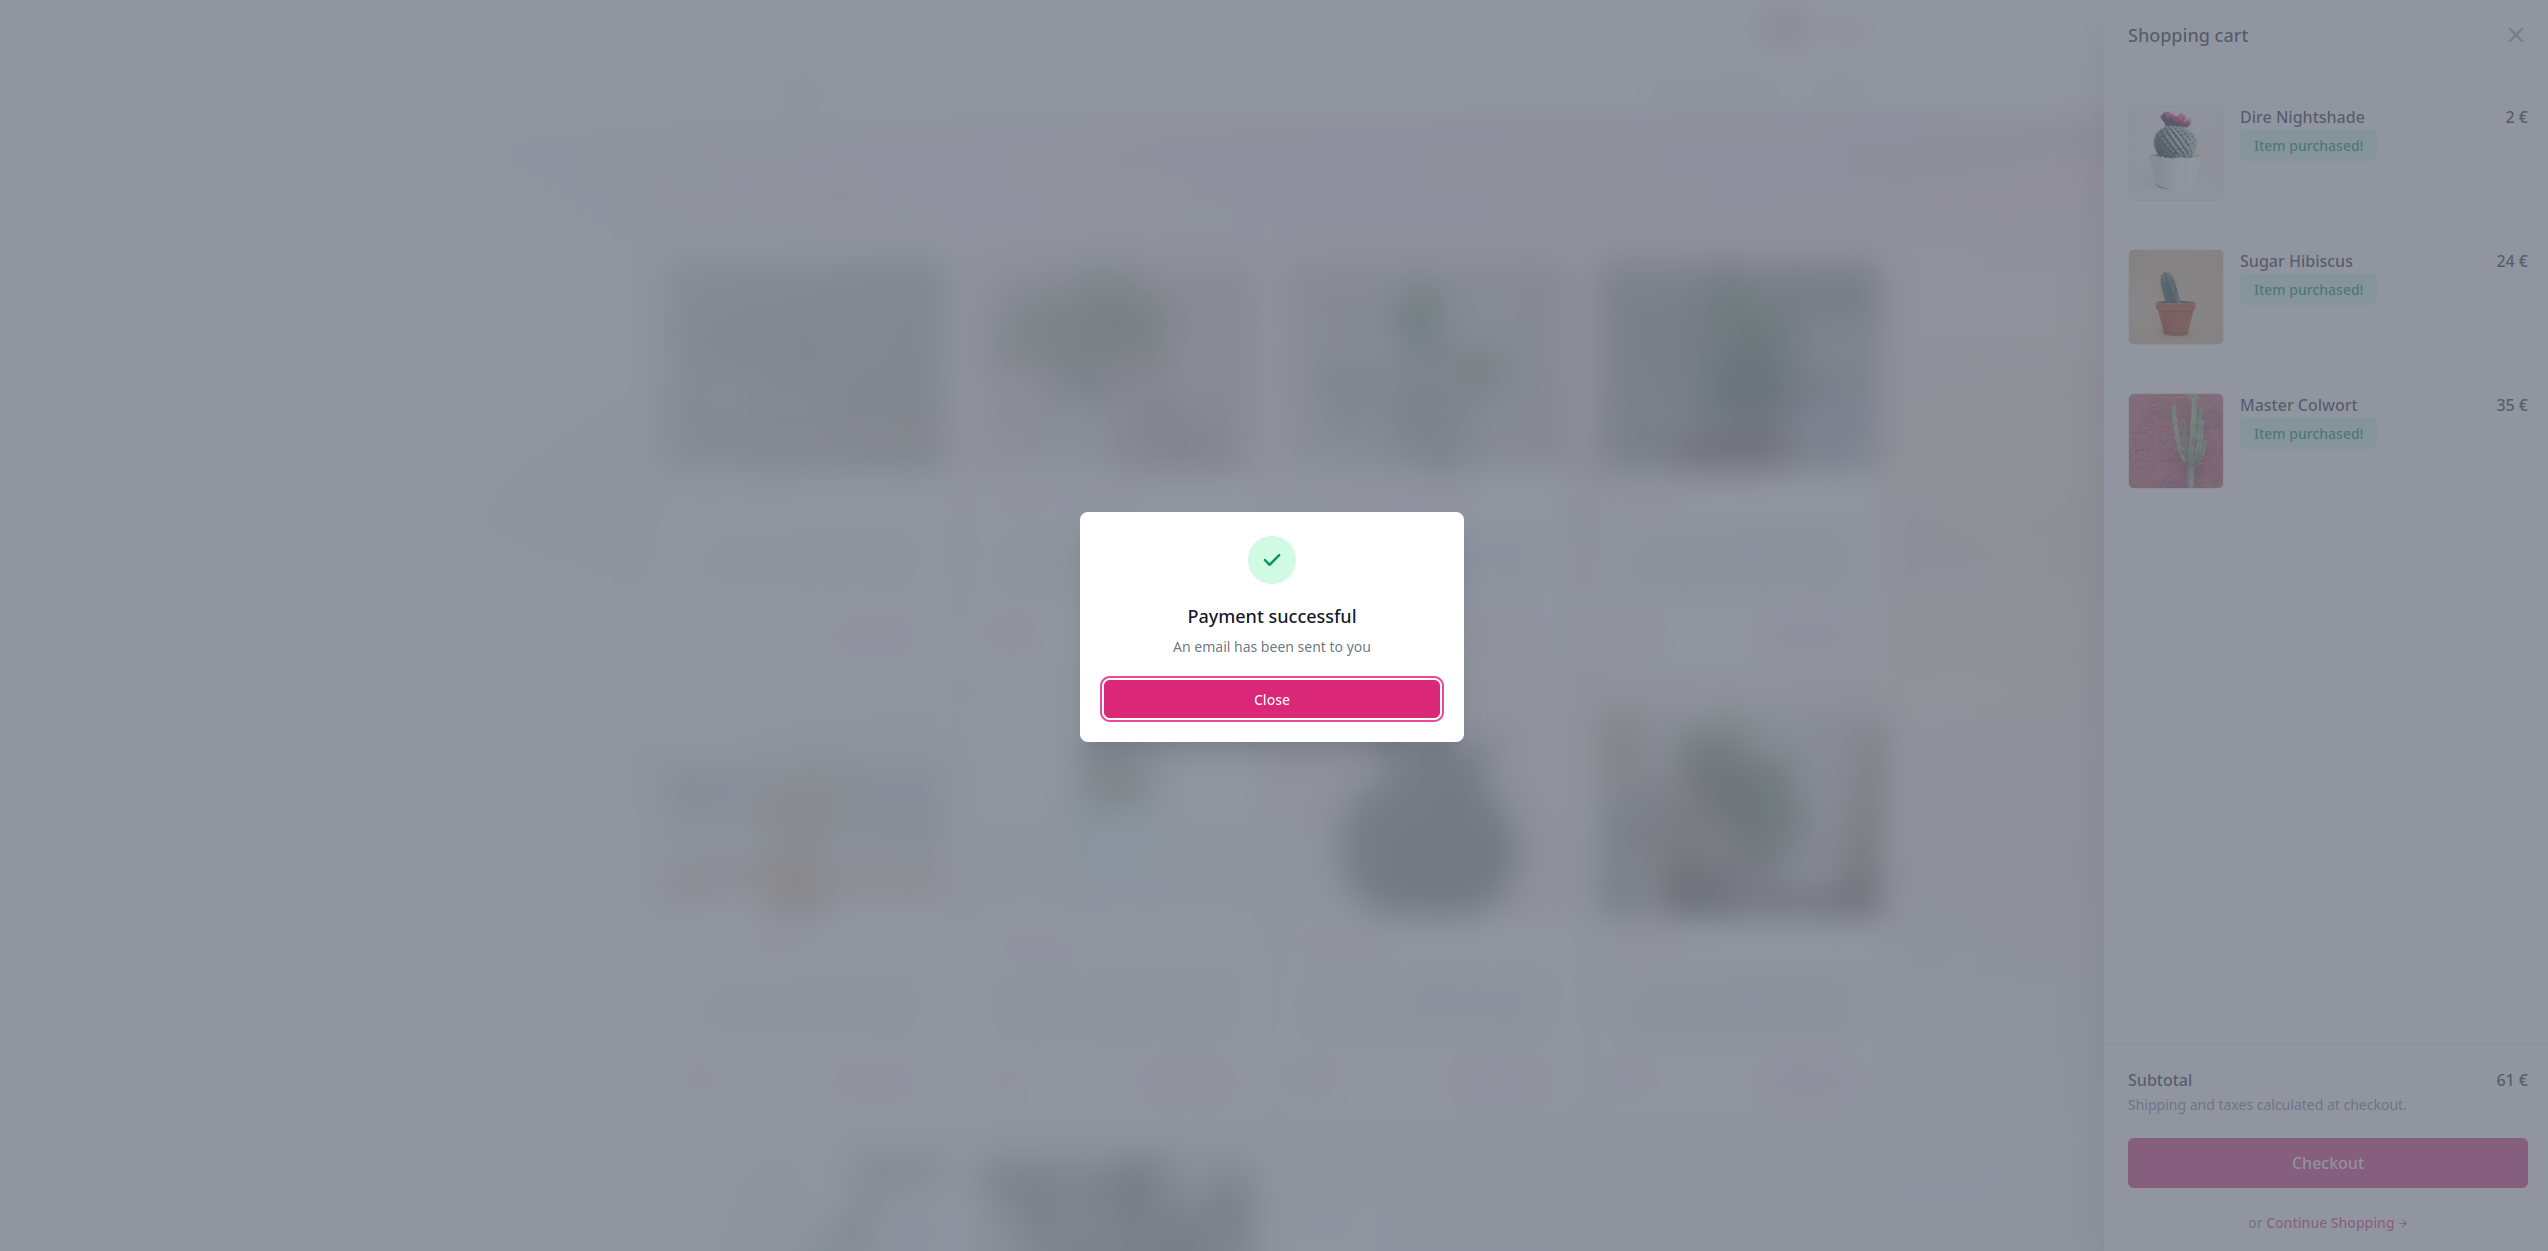 Shopping cart
Dire Nightshade 2 €
Item purchased!
Sugar Hibiscus 24 €
Item purchased!
Master Colwort 35 €
Item purchased!
Payment successful
An email has been sent to you
Close
Subtotal 61 €
Shipping and taxes calculated at checkout.
Checkout
or Continue Shopping →